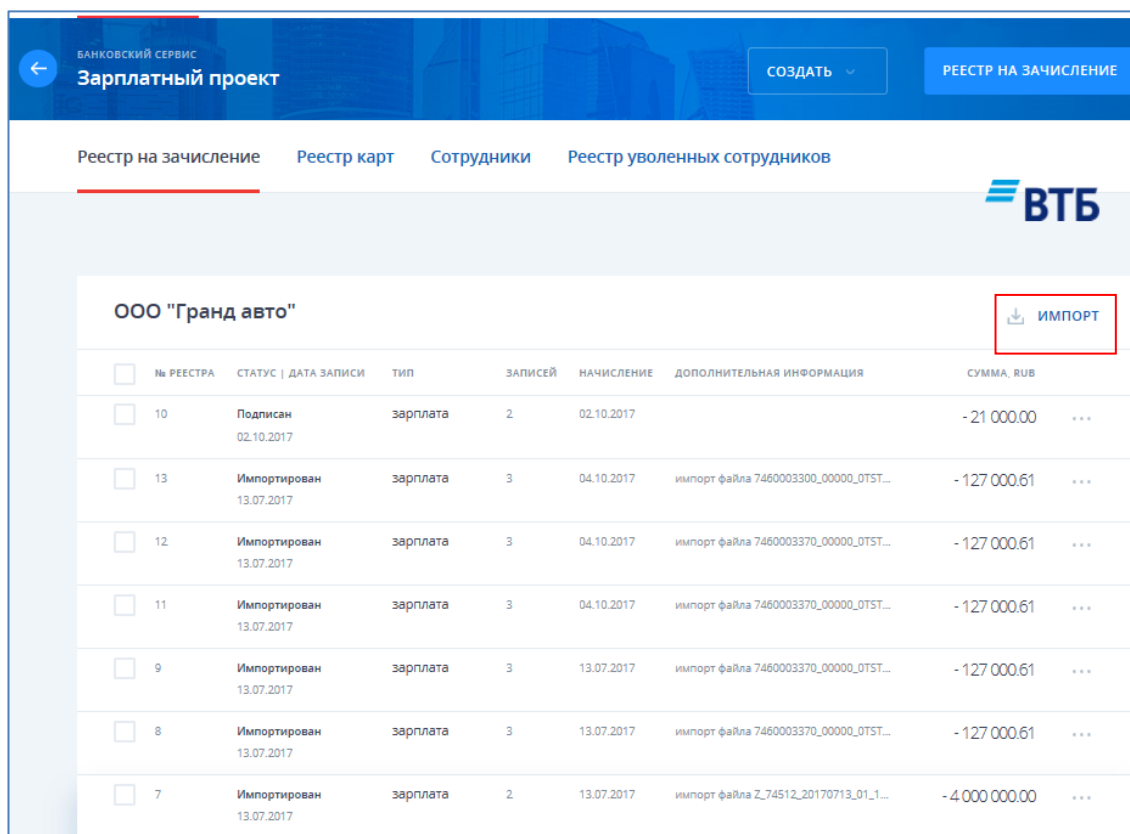 БАНКОВСКИЙ СЕРВИС
Зарплатный проект
СОЗДАТЬ
РЕЕСТР НА ЗАЧИСЛЕНИЕ
Реестр на зачисление Реестр карт Сотрудники Реестр уволенных сотрудников
ВТБ
ООО "Гранд авто"
ИМПОРТ
№ РЕЕСТРА СТАТУС | ДАТА ЗАПИСИ ТИП ЗАПИСЕЙ НАЧИСЛЕНИЕ ДОПОЛНИТЕЛЬНАЯ ИНФОРМАЦИЯ СУММА, RUB
10 Подписан зарплата 2 02.10.2017 - 21 000.00 ...
02.10.2017
13 Импортирован зарплата 3 04.10.2017 импорт файла 7460003300_00000_0TST... - 127 000.61 ...
13.07.2017
12 Импортирован зарплата 3 04.10.2017 импорт файла 7460003370_00000_0TST... - 127 000.61 ...
13.07.2017
11 Импортирован зарплата 3 04.10.2017 импорт файла 7460003370_00000_0TST... - 127 000.61 ...
13.07.2017
9 Импортирован зарплата 3 13.07.2017 импорт файла 7460003370_00000_0TST... - 127 000.61 ...
13.07.2017
8 Импортирован зарплата 3 13.07.2017 импорт файла 7460003370_00000_0TST... - 127 000.61 ...
13.07.2017
7 Импортирован зарплата 2 13.07.2017 импорт файла Z_74512_20170713_01_1... - 4 000 000.00 ...
13.07.2017